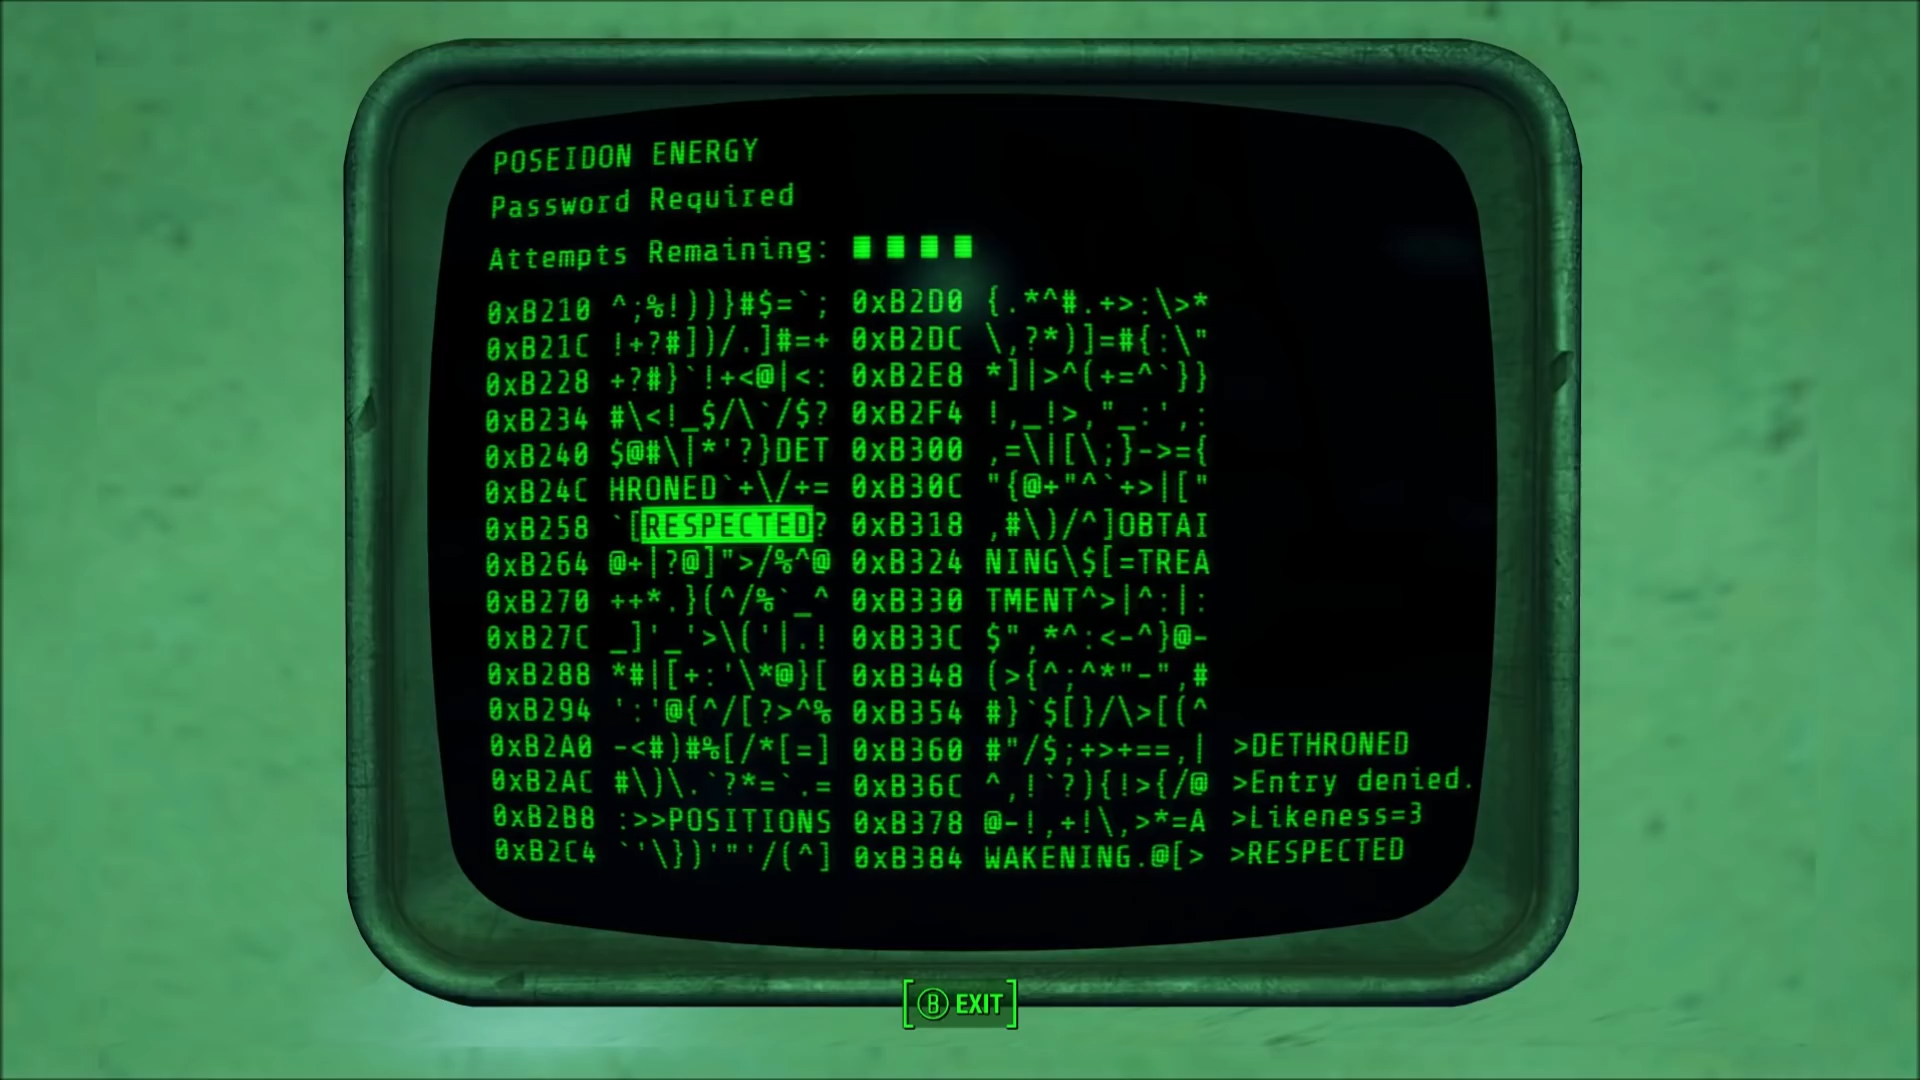 POSEIDON ENERGY
Password Required
Attempts Remaining: ■ ■ ■ ■
0xB210 ^;%!))}#$=`; 0xB2D0 {.*^#.+>:\>*
0xB21C !+?#])/.]#=+ 0xB2DC \,?*)]=#{:\"
0xB228 +?#}`!+<@|<: 0xB2E8 *]|>^(+=^`}}
0xB234 #\<!_$/\`/$? 0xB2F4 !,_!>,"_:',:
0xB240 $@#\|*'?}DET 0xB300 ,=\|[\;}->={
0xB24C HRONED`+\/+= 0xB30C "{@+"^`+>|["
0xB258 `[RESPECTED? 0xB318 ,#\)/^]OBTAI
0xB264 @+|?@]">/%^@ 0xB324 NING\$[=TREA
0xB270 ++*.}(^/%`_^ 0xB330 TMENT^>|^:|:
0xB27C _]'_'>\('|.! 0xB33C $",*^:<-^}@-
0xB288 *#|[+:'\*@}[ 0xB348 (>{^;^*"-",#
0xB294 ':'@{^/[?>^% 0xB354 #}`$[}/\>[(^
0xB2A0 -<#)#%[/*[=] 0xB360 #"/$;+>+==,| >DETHRONED
0xB2AC #\)\.`?*=`.= 0xB36C ^,!`?){!>{/@ >Entry denied.
0xB2B8 :>>POSITIONS 0xB378 @-!,+!\,>*=A >Likeness=3
0xB2C4 `'\})'"'/(^] 0xB384 WAKENING.@[> >RESPECTED
[Ⓑ EXIT]